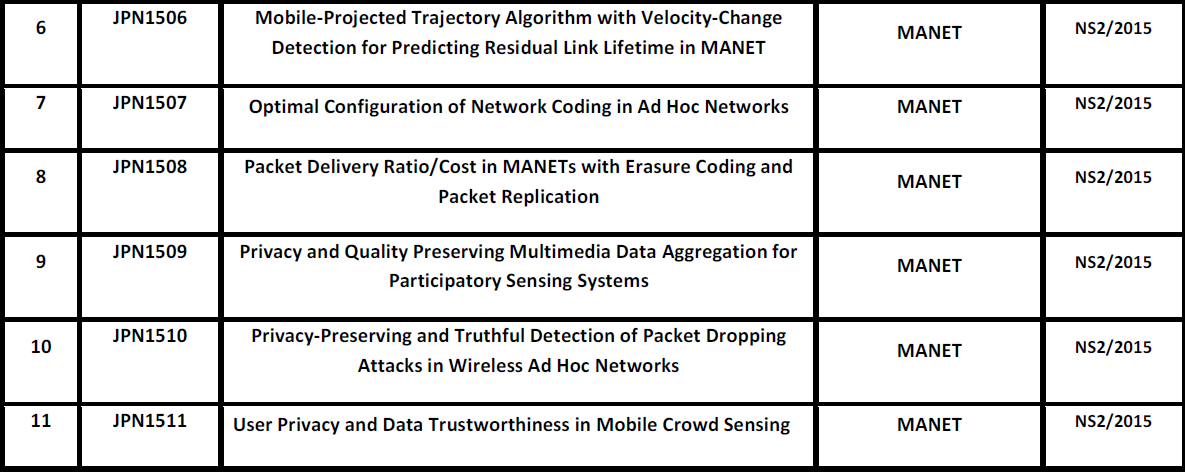 6 JPN1506 Mobile-Projected Trajectory Algorithm with Velocity-Change MANET NS2/2015
Detection for Predicting Residual Link Lifetime in MANET
7 JPN1507 Optimal Configuration of Network Coding in Ad Hoc Networks MANET NS2/2015
8 JPN1508 Packet Delivery Ratio/Cost in MANETs with Erasure Coding and MANET NS2/2015
Packet Replication
9 JPN1509 Privacy and Quality Preserving Multimedia Data Aggregation for MANET NS2/2015
Participatory Sensing Systems
10 JPN1510 Privacy-Preserving and Truthful Detection of Packet Dropping MANET NS2/2015
Attacks in Wireless Ad Hoc Networks
11 JPN1511 User Privacy and Data Trustworthiness in Mobile Crowd Sensing MANET NS2/2015